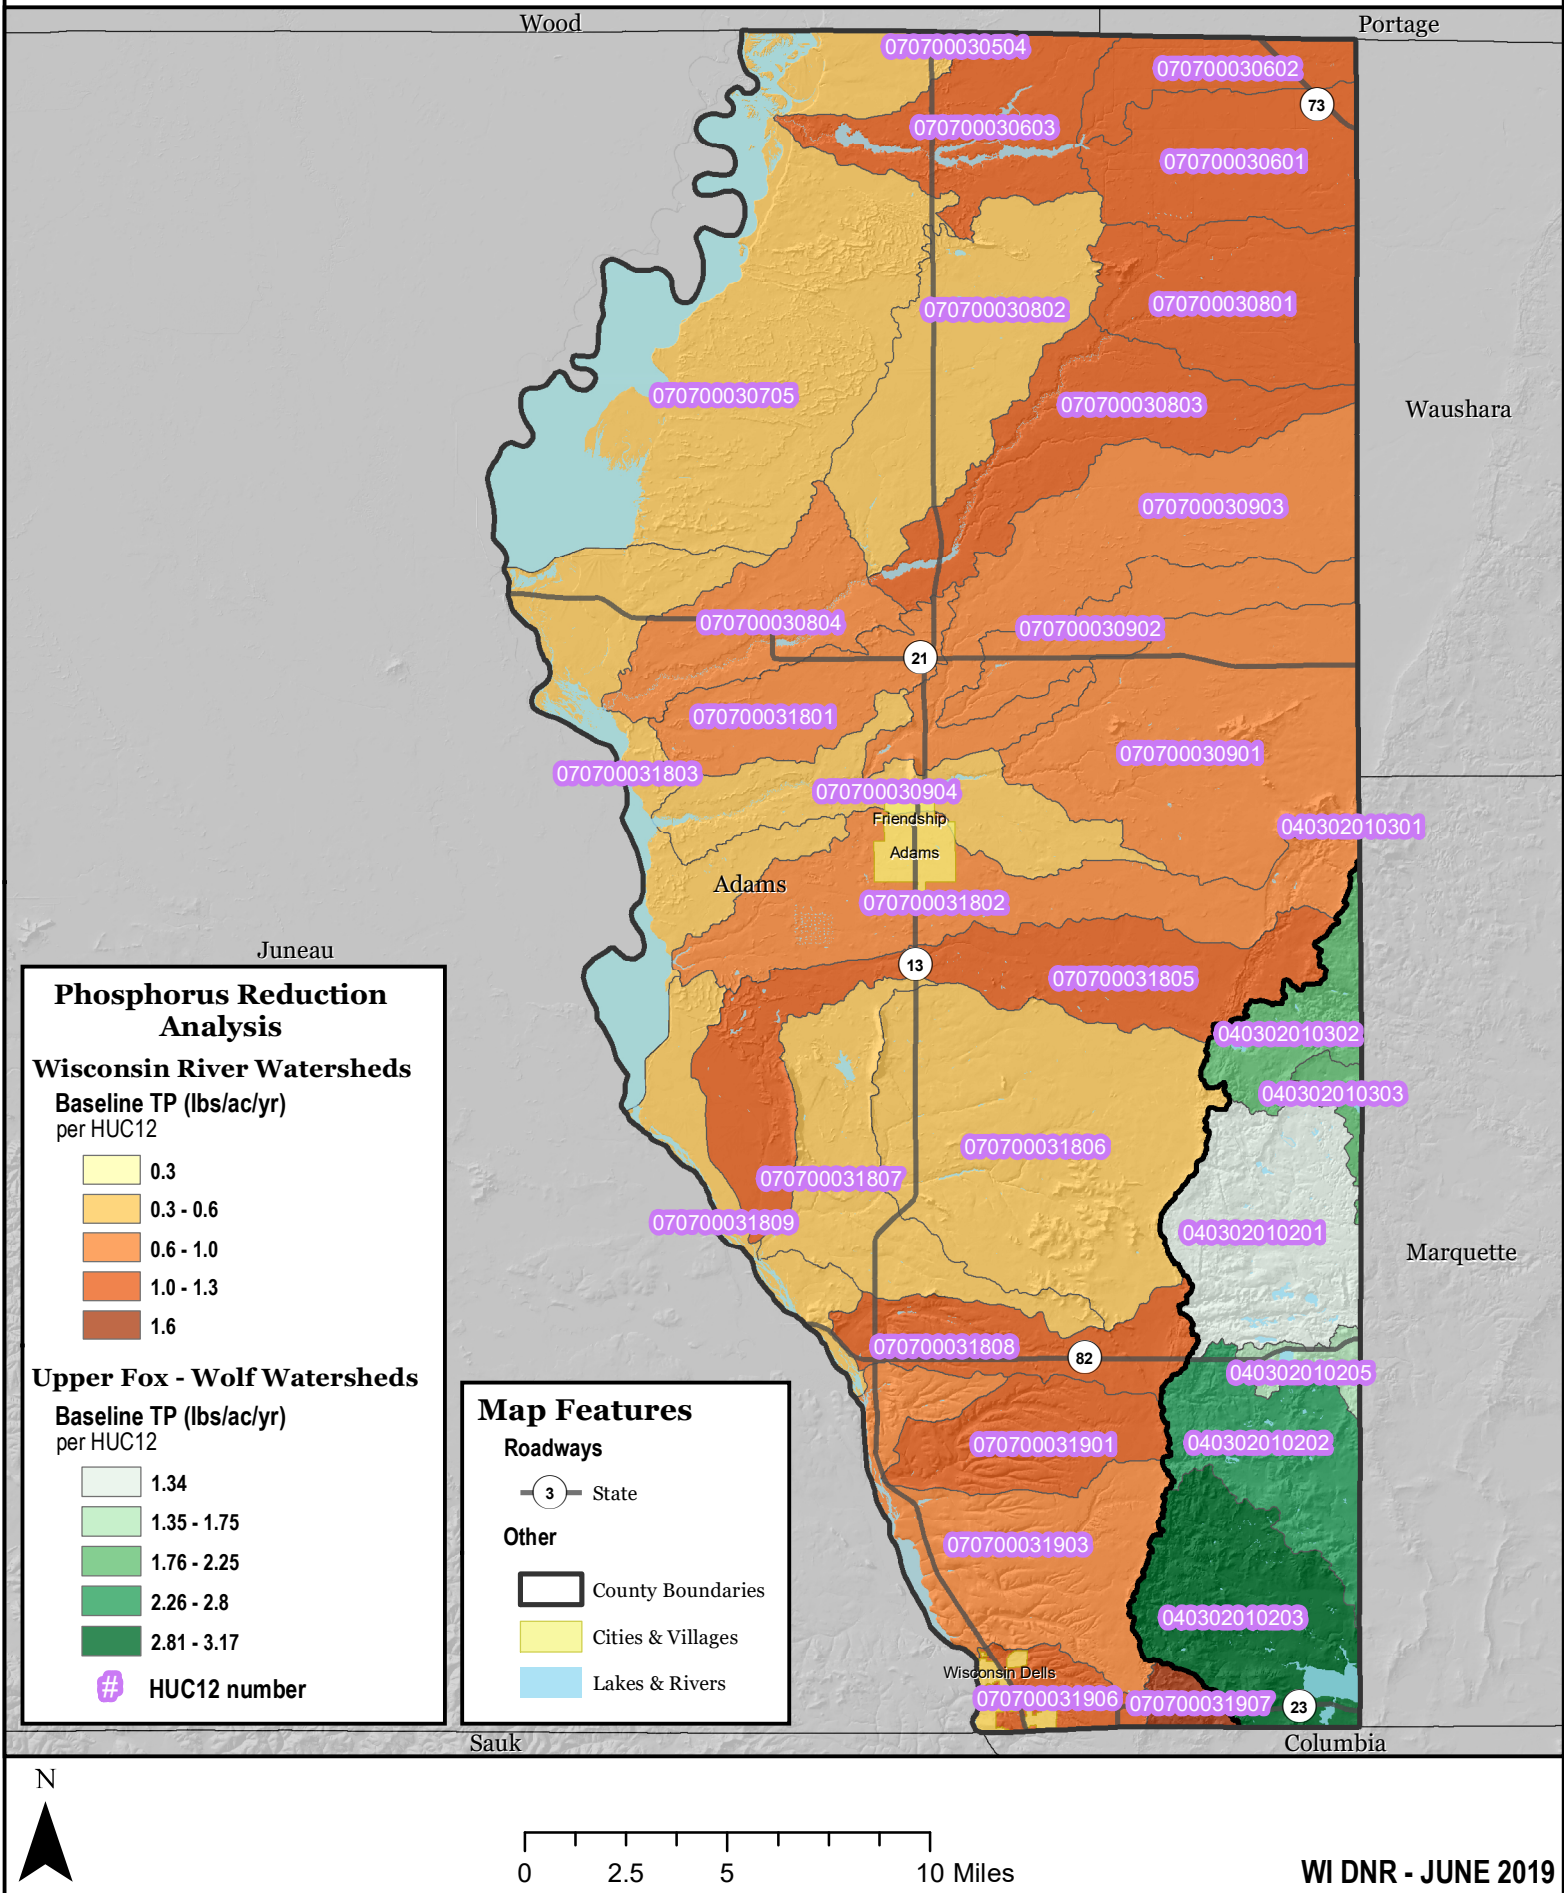 Wood
Portage
070700030504
070700030602
73
070700030603
070700030601
070700030802
070700030801
070700030705
070700030803
Waushara
070700030903
070700030804
070700030902
21
070700031801
070700030901
070700031803
070700030904
Friendship
040302010301
Adams
Adams
070700031802
Juneau
13
070700031805
040302010302
040302010303
070700031806
070700031807
070700031809
040302010201
Marquette
070700031808
82
040302010205
070700031901
040302010202
070700031903
040302010203
Wisconsin Dells
070700031906
070700031907
23
Sauk
Columbia
Phosphorus Reduction
Analysis
Wisconsin River Watersheds
Baseline TP (lbs/ac/yr)
per HUC12
0.3
0.3 - 0.6
0.6 - 1.0
1.0 - 1.3
1.6
Upper Fox - Wolf Watersheds
Baseline TP (lbs/ac/yr)
per HUC12
1.34
1.35 - 1.75
1.76 - 2.25
2.26 - 2.8
2.81 - 3.17
# HUC12 number
Map Features
Roadways
3 State
Other
County Boundaries
Cities & Villages
Lakes & Rivers
N
0 2.5 5 10 Miles
WI DNR - JUNE 2019